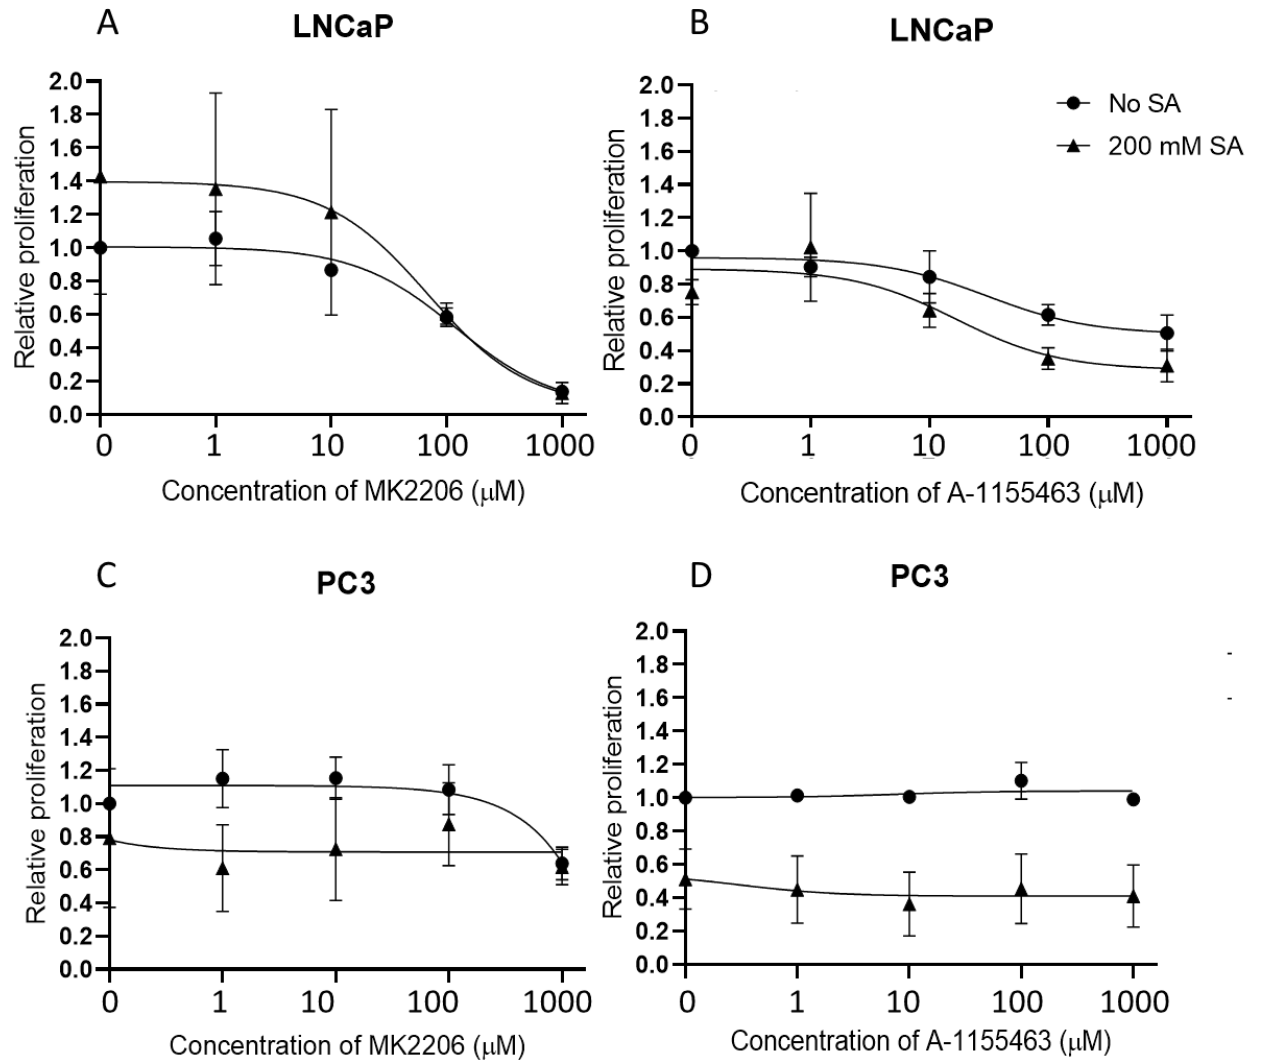 A
LNCaP
Relative proliferation
2.0
1.8
1.6
1.4
1.2
1.0
0.8
0.6
0.4
0.2
0.0
0 1 10 100 1000
Concentration of MK2206 (μM)
B
LNCaP
No SA
200 mM SA
Relative proliferation
2.0
1.8
1.6
1.4
1.2
1.0
0.8
0.6
0.4
0.2
0.0
0 1 10 100 1000
Concentration of A-1155463 (μM)
C
PC3
Relative proliferation
2.0
1.8
1.6
1.4
1.2
1.0
0.8
0.6
0.4
0.2
0.0
0 1 10 100 1000
Concentration of MK2206 (μM)
D
PC3
Relative proliferation
2.0
1.8
1.6
1.4
1.2
1.0
0.8
0.6
0.4
0.2
0.0
0 1 10 100 1000
Concentration of A-1155463 (μM)